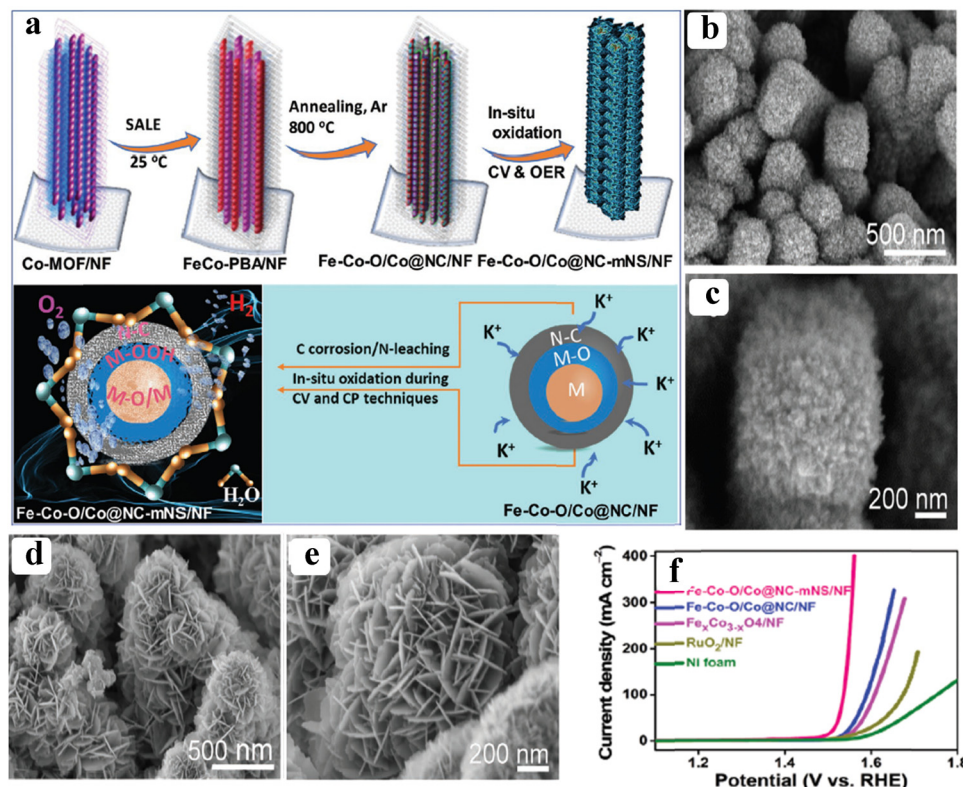 a
SALE
25 ºC
Annealing, Ar
800 ºC
In-situ
oxidation
CV & OER
Co-MOF/NF
FeCo-PBA/NF
Fe-Co-O/Co@NC/NF
Fe-Co-O/Co@NC-mNS/NF
O2
H2
N-C
M-OOH
M-O/M
H2O
Fe-Co-O/Co@NC-mNS/NF
C corrosion/N-leaching
In-situ oxidation during
CV and CP techniques
K+
K+
K+
K+
K+
K+
K+
K+
N-C
M-O
M
Fe-Co-O/Co@NC/NF
b
500 nm
c
200 nm
d
500 nm
e
200 nm
f
Current density (mA cm-2)
400
300
200
100
0
Fe-Co-O/Co@NC-mNS/NF
Fe-Co-O/Co@NC/NF
FexCo3-xO4/NF
RuO2/NF
Ni foam
1.2
1.4
1.6
1.8
Potential (V vs. RHE)